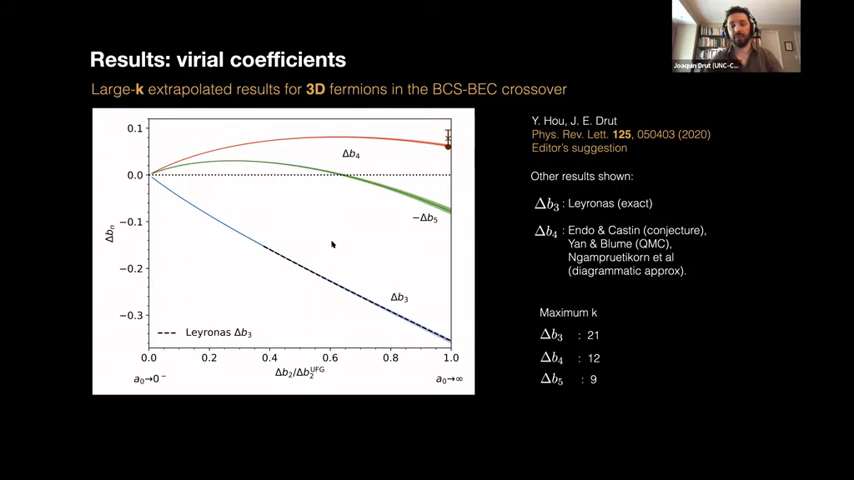 Results: virial coefficients
Large-k extrapolated results for 3D fermions in the BCS-BEC crossover
Joaquin Drut (UNC-C...
0.1
0.0
−0.1
−0.2
−0.3
Δbₙ
Δb₄
−Δb₅
Δb₃
Leyronas Δb₃
0.0 0.2 0.4 0.6 0.8 1.0
Δb₂/Δb₂ᵁᶠᴳ
a₀→0⁻ a₀→∞
Y. Hou, J. E. Drut
Phys. Rev. Lett. 125, 050403 (2020)
Editor's suggestion
Other results shown:
Δb₃ : Leyronas (exact)
Δb₄ : Endo & Castin (conjecture),
Yan & Blume (QMC),
Ngampruetikorn et al
(diagrammatic approx).
Maximum k
Δb₃ : 21
Δb₄ : 12
Δb₅ : 9